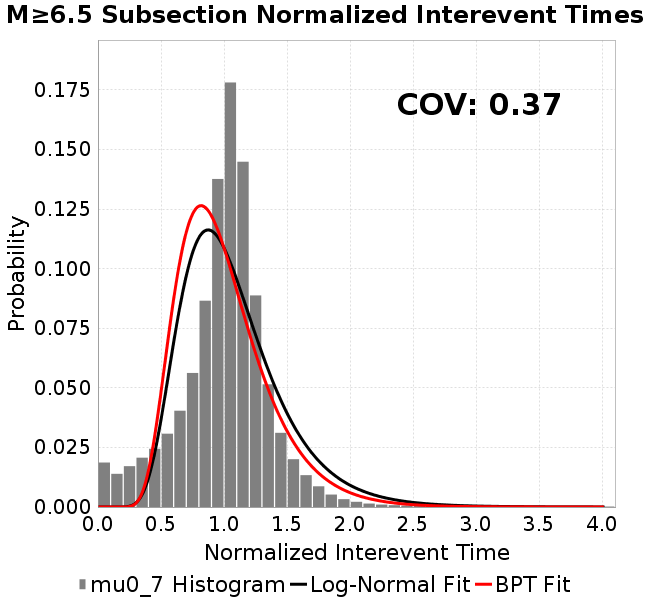 M≥6.5 Subsection Normalized Interevent Times
COV: 0.37
Probability
0.175
0.150
0.125
0.100
0.075
0.050
0.025
0.000
0.0 0.5 1.0 1.5 2.0 2.5 3.0 3.5 4.0
Normalized Interevent Time
mu0_7 Histogram Log-Normal Fit BPT Fit